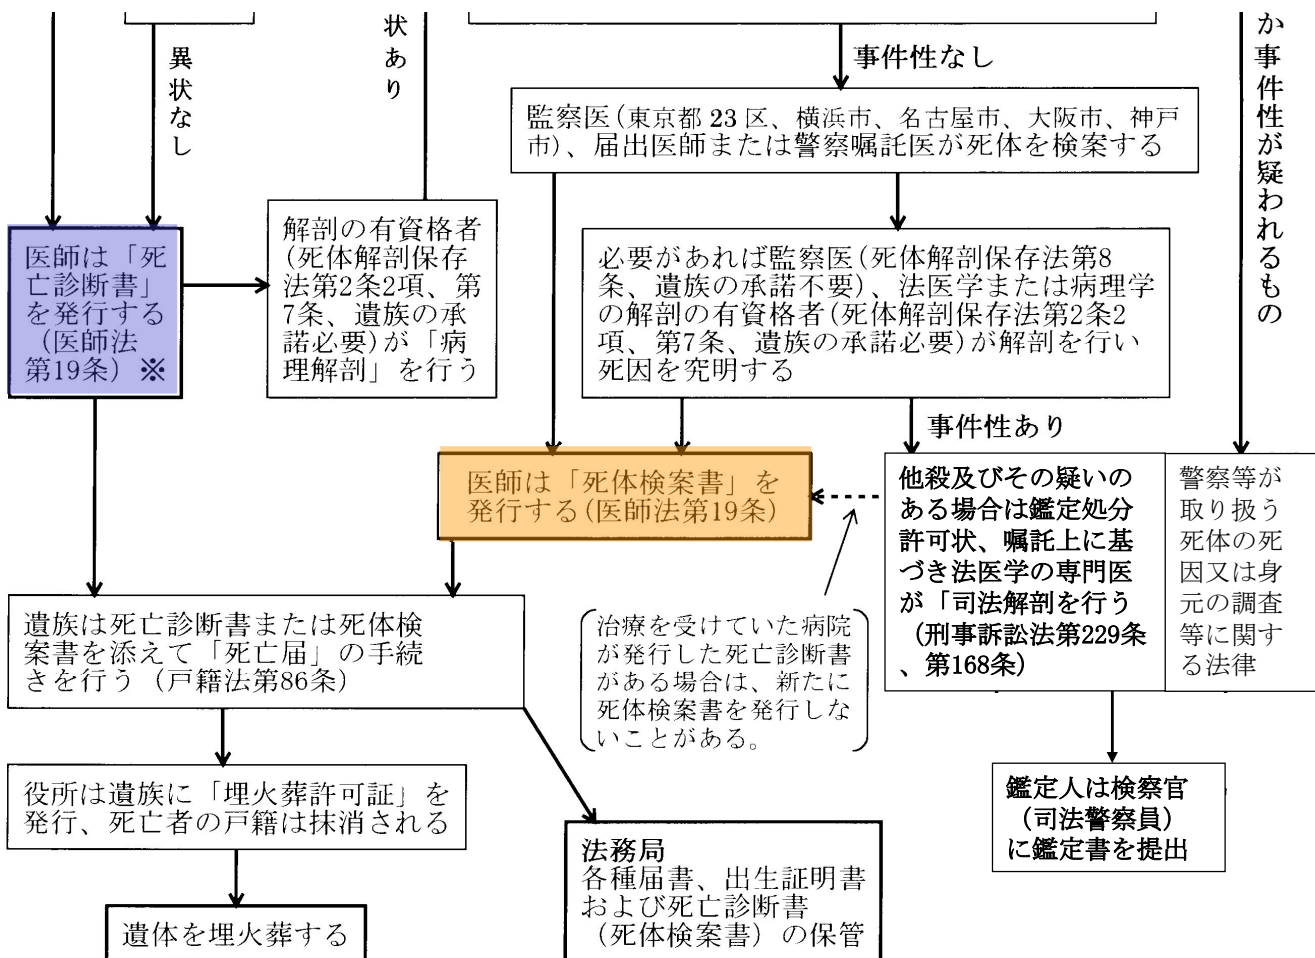 異状なし
状あり
事件性なし
か事件性が疑われるもの
監察医(東京都 23 区、横浜市、名古屋市、大阪市、神戸
市)、届出医師または警察嘱託医が死体を検案する
医師は「死
亡診断書」
を発行する
(医師法
第19条)※
解剖の有資格者
(死体解剖保存
法第2条2項、第
7条、遺族の承
諾必要)が「病
理解剖」を行う
必要があれば監察医(死体解剖保存法第8
条、遺族の承諾不要)、法医学または病理学
の解剖の有資格者(死体解剖保存法第2条2
項、第7条、遺族の承諾必要)が解剖を行い
死因を究明する
事件性あり
医師は「死体検案書」を
発行する(医師法第19条)
他殺及びその疑いの
ある場合は鑑定処分
許可状、嘱託上に基
づき法医学の専門医
が「司法解剖を行う
(刑事訴訟法第229条
、第168条)
警察等が
取り扱う
死体の死
因又は身
元の調査
等に関す
る法律
遺族は死亡診断書または死体検
案書を添えて「死亡届」の手続
きを行う(戸籍法第86条)
治療を受けていた病院
が発行した死亡診断書
がある場合は、新たに
死体検案書を発行しな
いことがある。
役所は遺族に「埋火葬許可証」を
発行、死亡者の戸籍は抹消される
鑑定人は検察官
(司法警察員)
に鑑定書を提出
法務局
各種届書、出生証明書
および死亡診断書
(死体検案書)の保管
遺体を埋火葬する